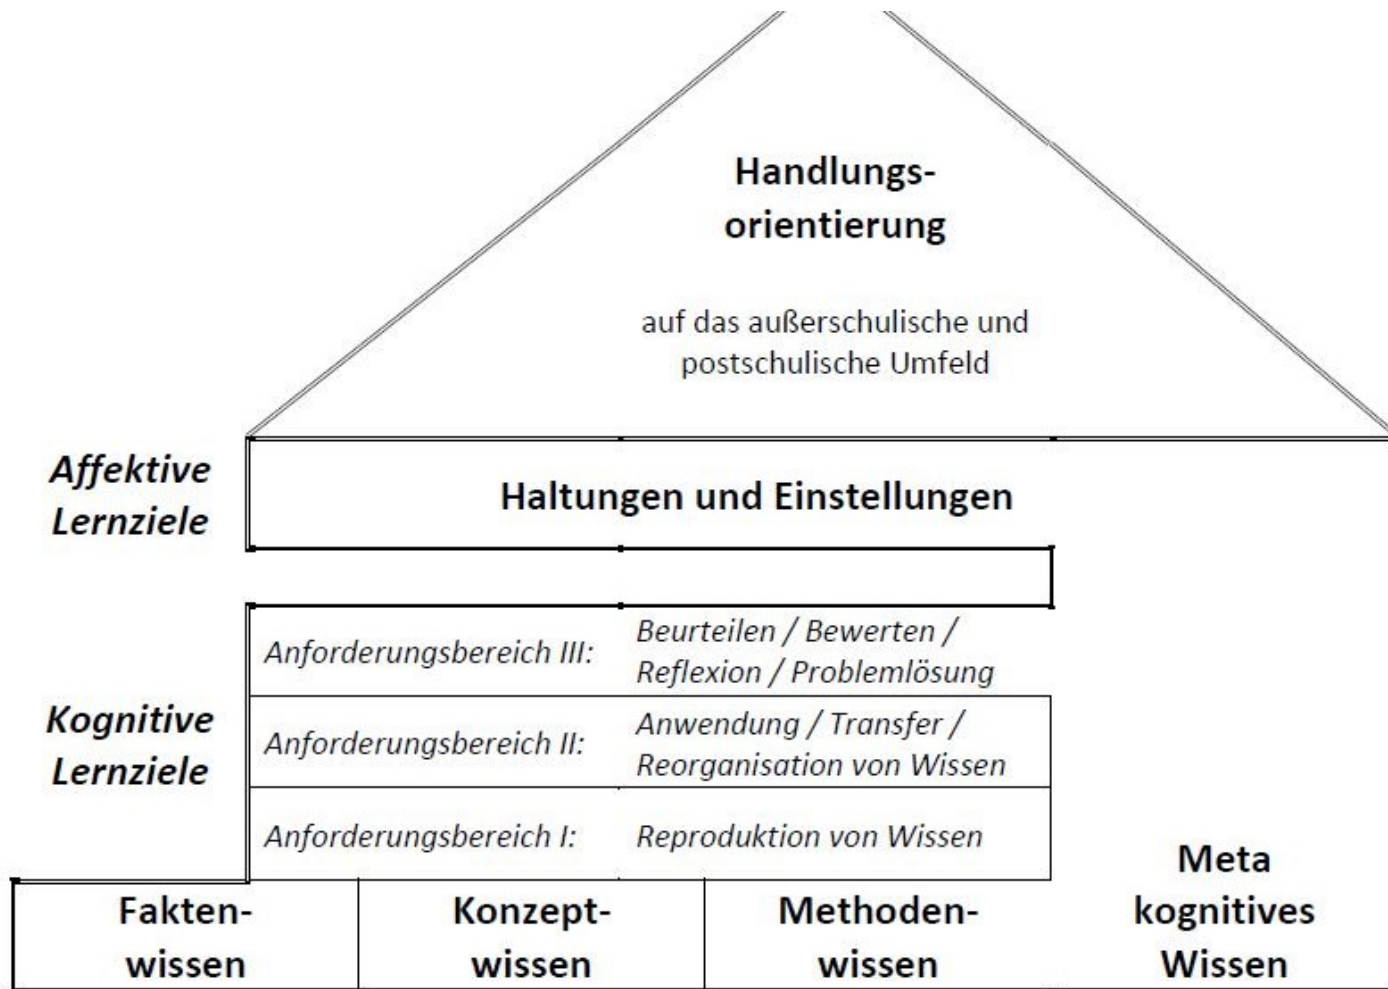 Handlungs-
orientierung
auf das außerschulische und
postschulische Umfeld
Affektive
Lernziele
Haltungen und Einstellungen
Kognitive
Lernziele
Anforderungsbereich III:
Beurteilen / Bewerten /
Reflexion / Problemlösung
Anforderungsbereich II:
Anwendung / Transfer /
Reorganisation von Wissen
Anforderungsbereich I:
Reproduktion von Wissen
Fakten-
wissen
Konzept-
wissen
Methoden-
wissen
Meta
kognitives
Wissen